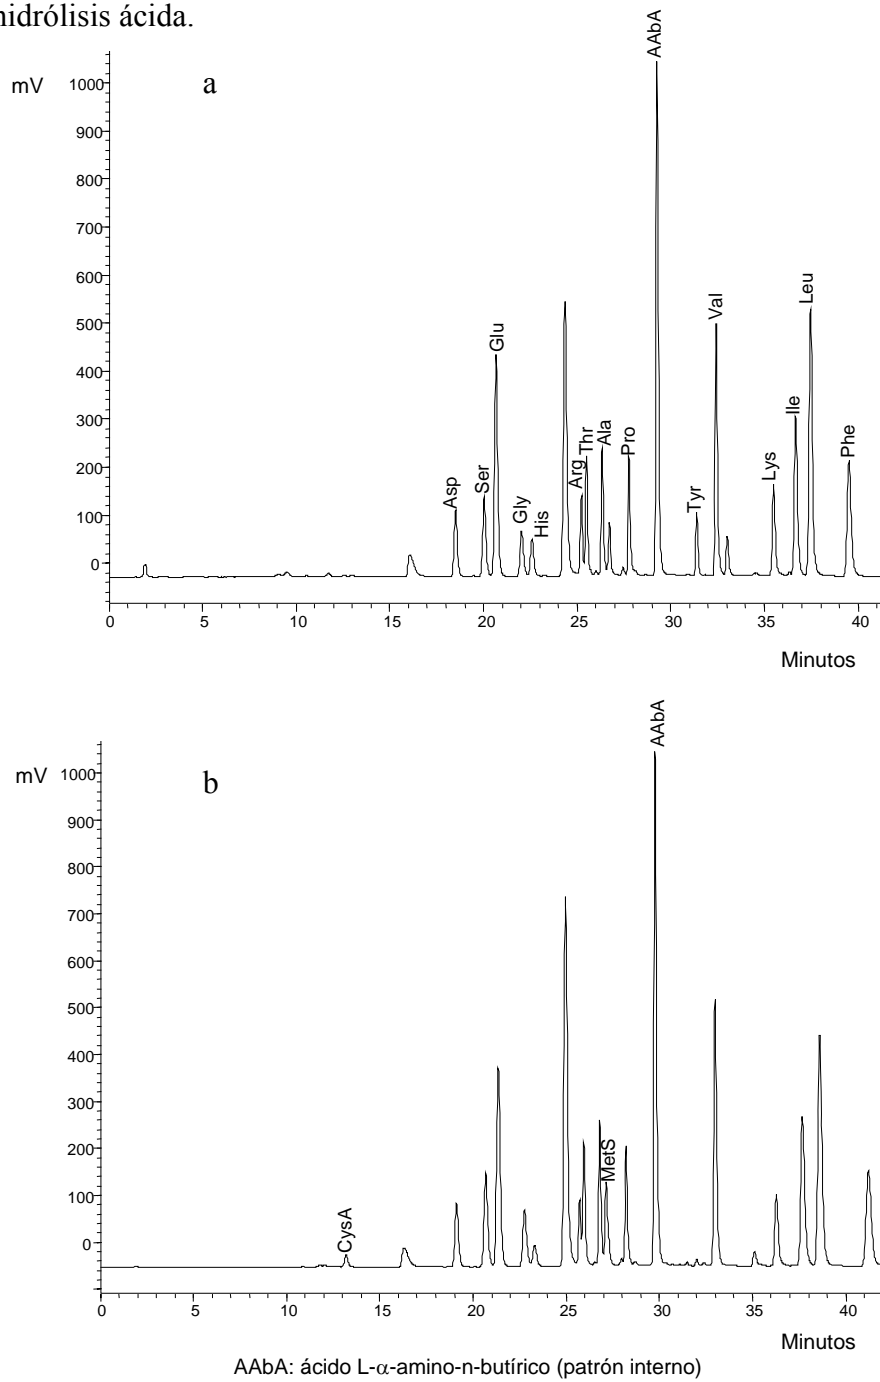 hidrólisis ácida.
mV
a
1000
900
800
700
600
500
400
300
200
100
0
Asp
Ser
Glu
Gly
His
Arg
Thr
Ala
Pro
AAbA
Tyr
Val
Lys
Ile
Leu
Phe
0 5 10 15 20 25 30 35 40
Minutos
mV
b
1000
900
800
700
600
500
400
300
200
100
0
CysA
MetS
AAbA
0 5 10 15 20 25 30 35 40
Minutos
AAbA: ácido L-α-amino-n-butírico (patrón interno)